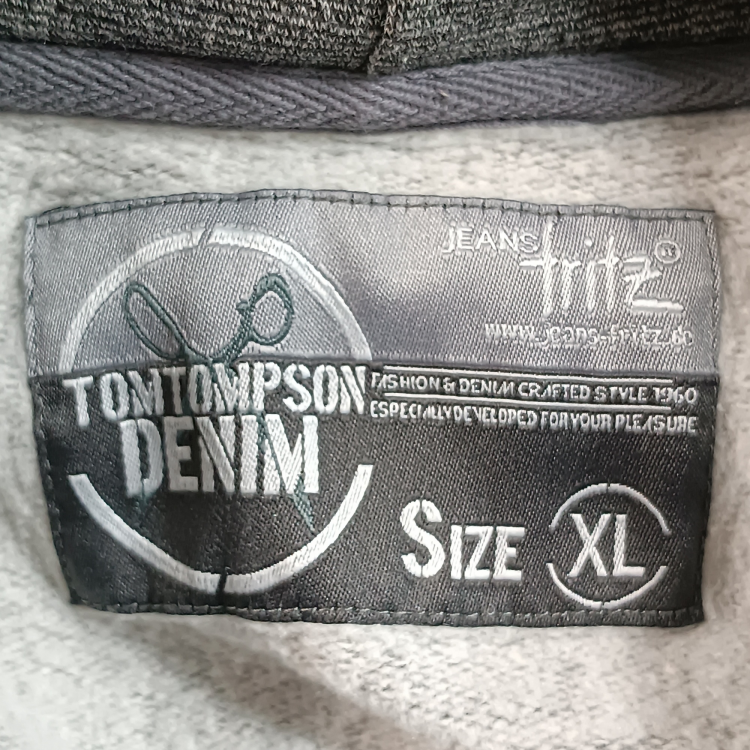 JEANS
fritz®
www.jeans-fritz.de
TOMTOMPSON
DENIM
FASHION & DENIM CRAFTED STYLE 1960
ESPECIALLY DEVELOPED FOR YOUR PLEASURE
SIZE XL